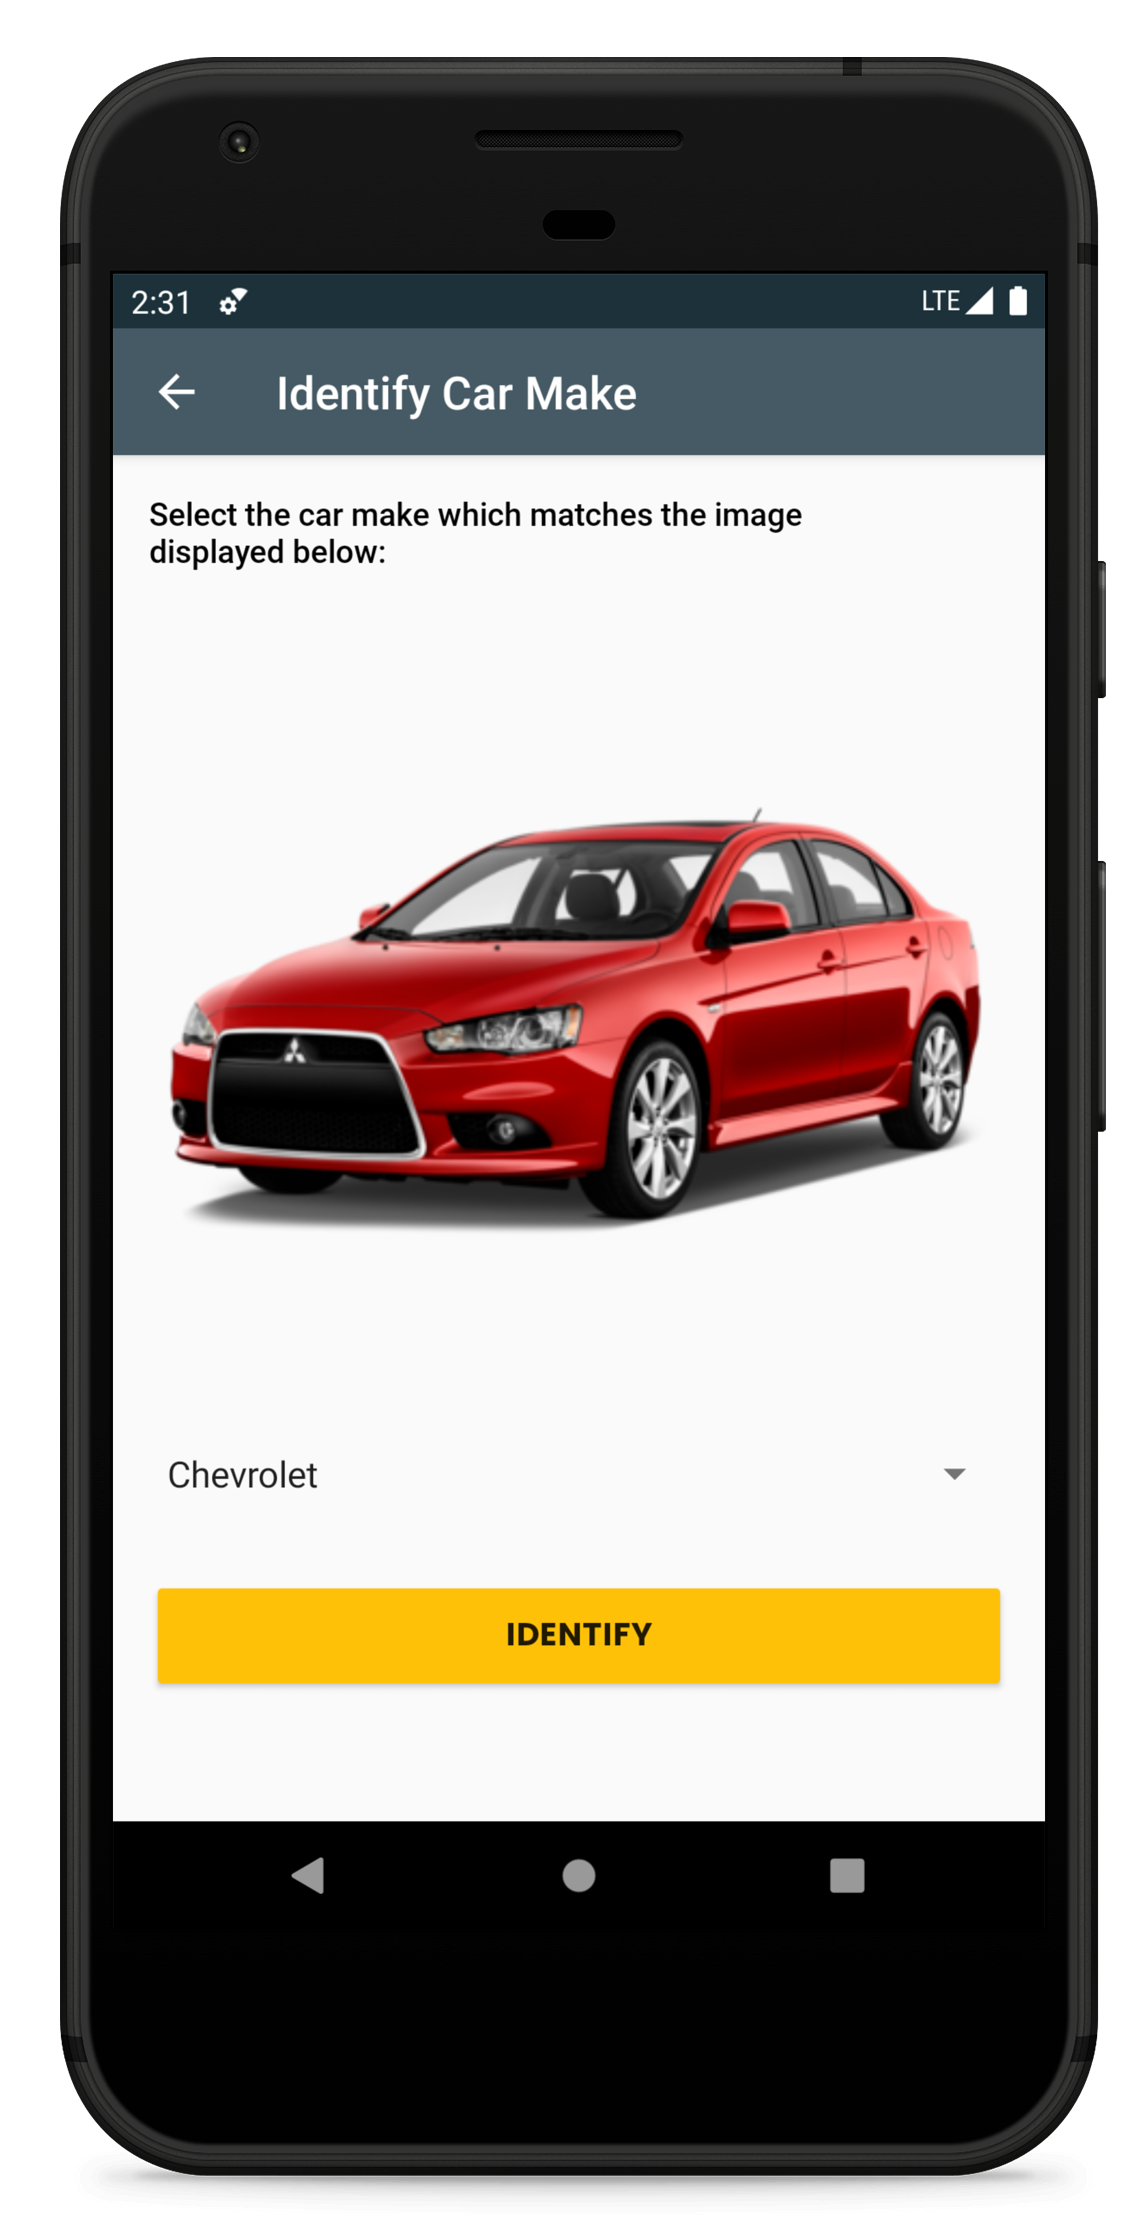 2:31
LTE
Identify Car Make
Select the car make which matches the image
displayed below:
Chevrolet
IDENTIFY